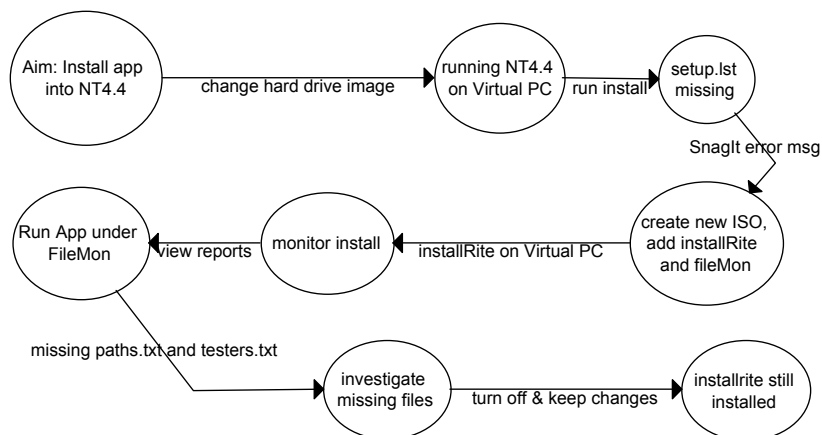 Aim: Install app
into NT4.4
change hard drive image
running NT4.4
on Virtual PC
run install
setup.lst
missing
SnagIt error msg
create new ISO,
add installRite
and fileMon
installRite on Virtual PC
monitor install
view reports
Run App under
FileMon
missing paths.txt and testers.txt
investigate
missing files
turn off & keep changes
installrite still
installed